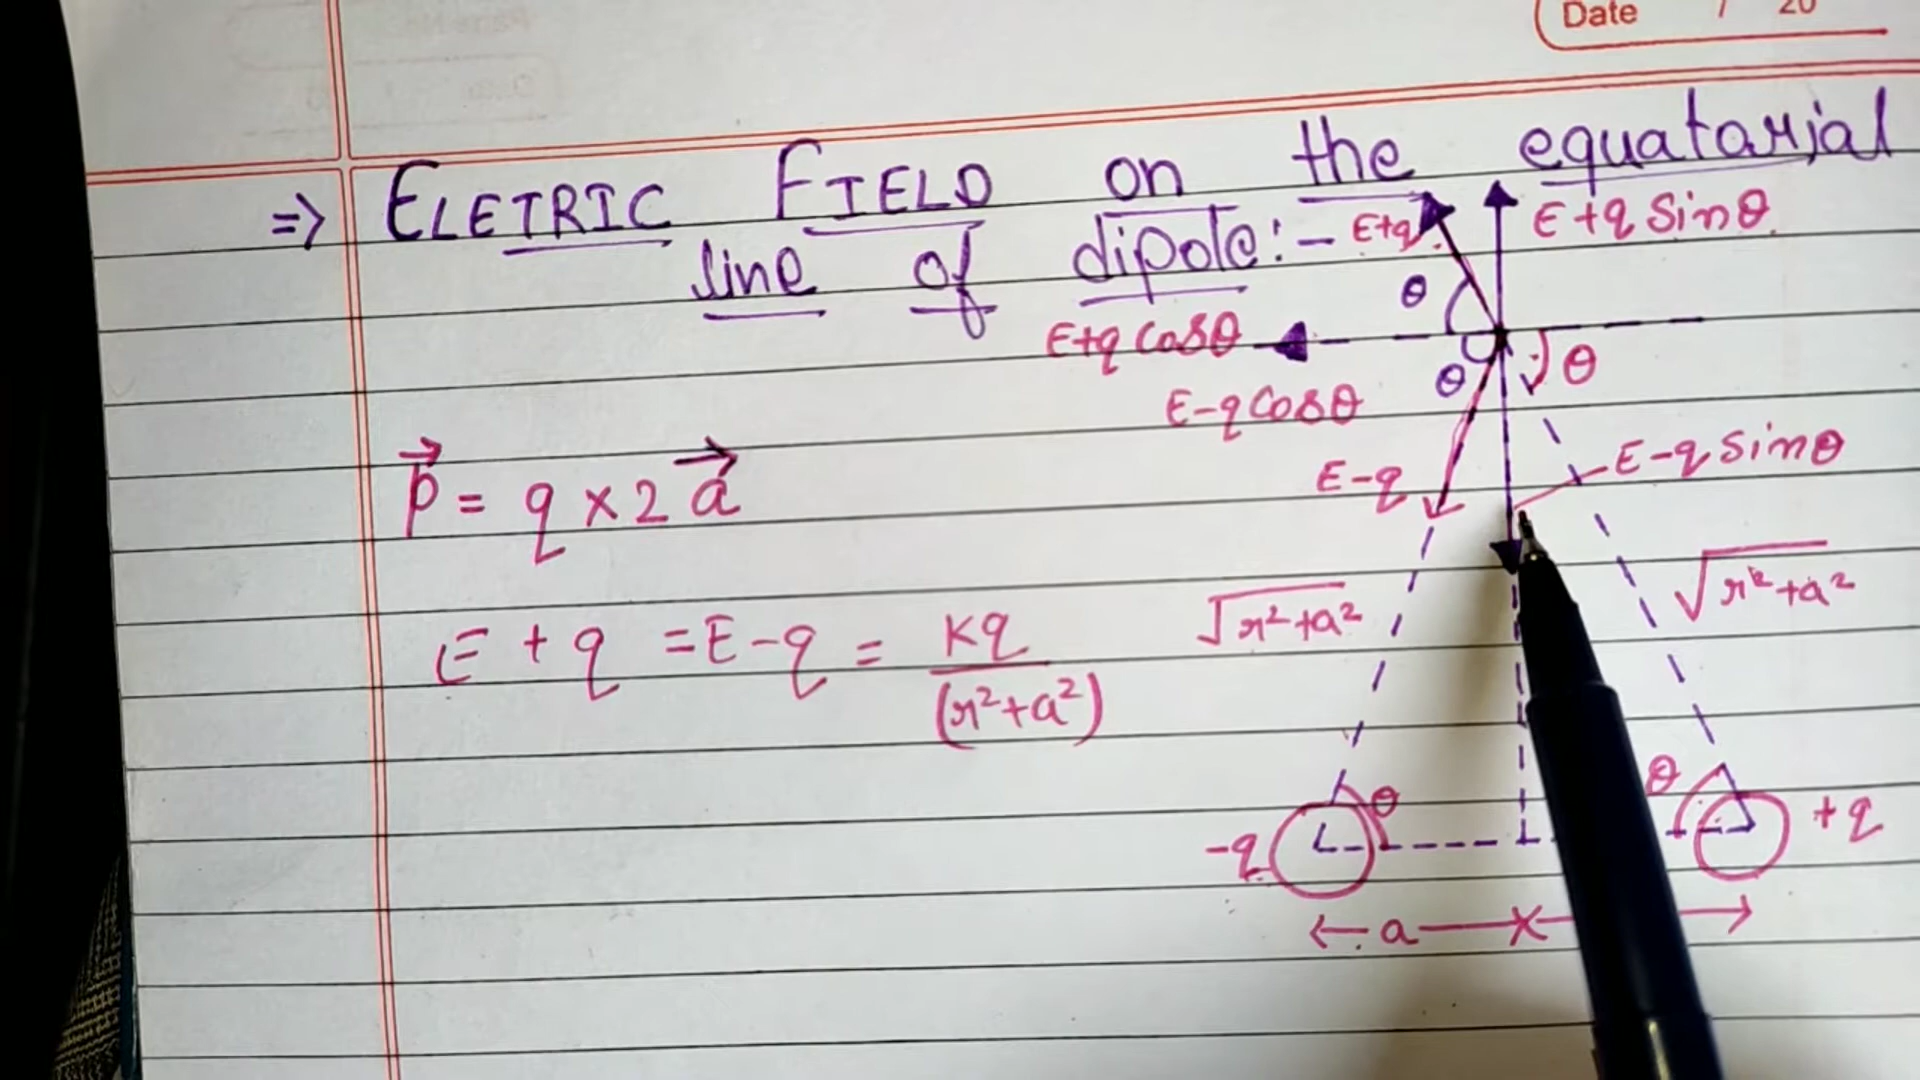 Date / 20
=> ELETRIC FIELD on the equatarial
line of dipole:-
E+q
E+q Sinθ
θ
E+q Cosθ
θ
θ
E-q Cosθ
E-q
E-q Sinθ
p⃗ = q × 2 a⃗
E + q = E - q = Kq / (r²+a²)
√r²+a²
√r²+a²
θ
θ
-q
+q
a